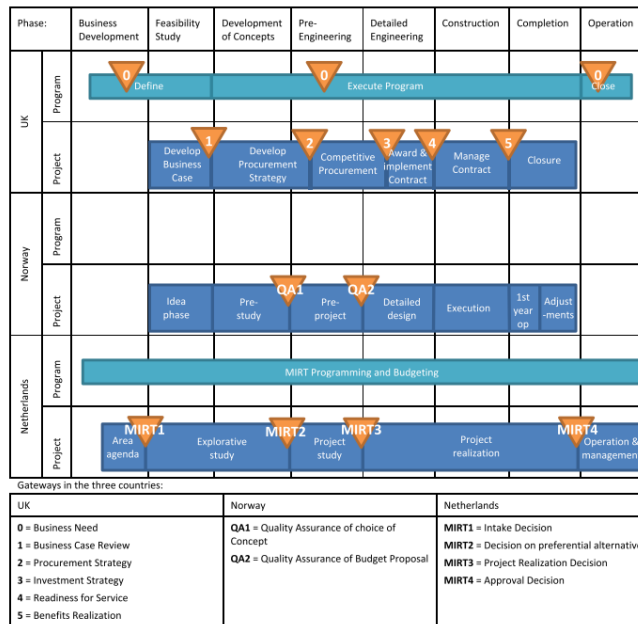 Phase:
Business Development
Feasibility Study
Development of Concepts
Pre-Engineering
Detailed Engineering
Construction
Completion
Operation
UK
Program
0
0
0
Define
Execute Program
Close
Project
1
2
3
4
5
Develop Business Case
Develop Procurement Strategy
Competitive Procurement
Award & implement Contract
Manage Contract
Closure
Norway
Program
Project
QA1
QA2
Idea phase
Pre-study
Pre-project
Detailed design
Execution
1st year op
Adjust-ments
Netherlands
Program
MIRT Programming and Budgeting
Project
MIRT1
MIRT2
MIRT3
MIRT4
Area agenda
Explorative study
Project study
Project realization
Operation & management
Gateways in the three countries:
UK
0 = Business Need
1 = Business Case Review
2 = Procurement Strategy
3 = Investment Strategy
4 = Readiness for Service
5 = Benefits Realization
Norway
QA1 = Quality Assurance of choice of
Concept
QA2 = Quality Assurance of Budget Proposal
Netherlands
MIRT1 = Intake Decision
MIRT2 = Decision on preferential alternative
MIRT3 = Project Realization Decision
MIRT4 = Approval Decision